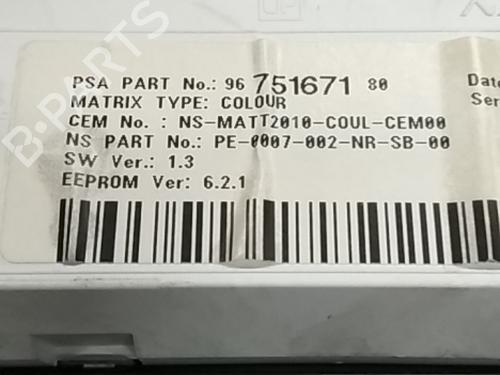 PSA PART No.: 96 751671 80
MATRIX TYPE: COLOUR
CEM No. : NS-MATT2010-COUL-CEM00
NS PART No.: PE-0007-002-NR-SB-00
SW Ver.: 1.3
EEPROM Ver: 6.2.1
Date
Ser
B-PARTS